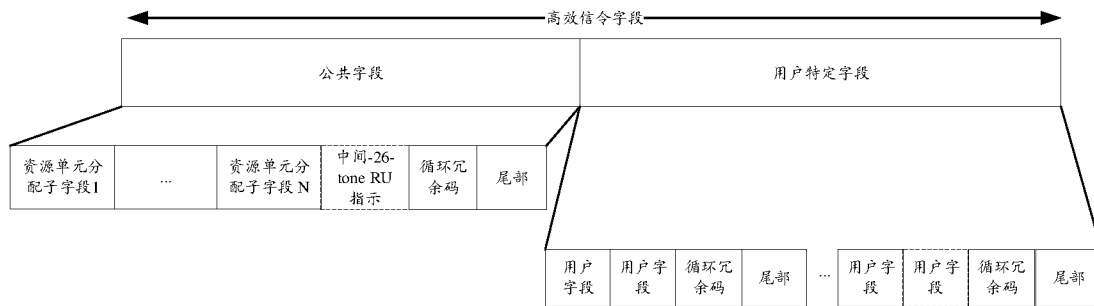 高效信令字段
公共字段
用户特定字段
资源单元分
配子字段1
...
资源单元分
配子字段 N
中间-26-
tone RU
指示
循环冗
余码
尾部
用户
字段
用户字
段
循环冗
余码
尾部
...
用户字
段
用户字
段
循环冗
余码
尾部